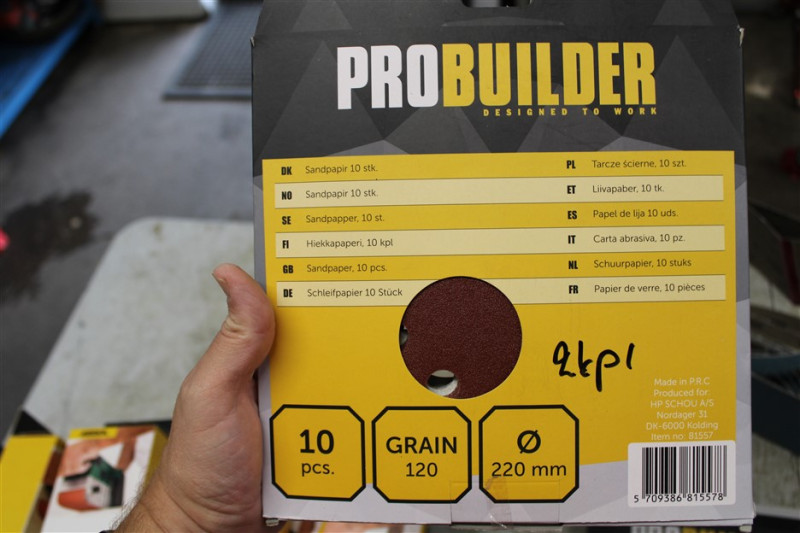 PROBUILDER
DESIGNED TO WORK
DK Sandpapir 10 stk.
NO Sandpapir 10 stk.
SE Sandpapper, 10 st.
FI Hiekkapaperi, 10 kpl
GB Sandpaper, 10 pcs.
DE Schleifpapier 10 Stück
PL Tarcze ścierne, 10 szt.
ET Liivapaber, 10 tk.
ES Papel de lija 10 uds.
IT Carta abrasiva, 10 pz.
NL Schuurpapier, 10 stuks
FR Papier de verre, 10 pièces
2kpl
10
pcs.
GRAIN
120
Ø
220 mm
Made in P.R.C
Produced for:
HP SCHOU A/S
Nordager 31
DK-6000 Kolding
Item no: 81557
5 709386 815578